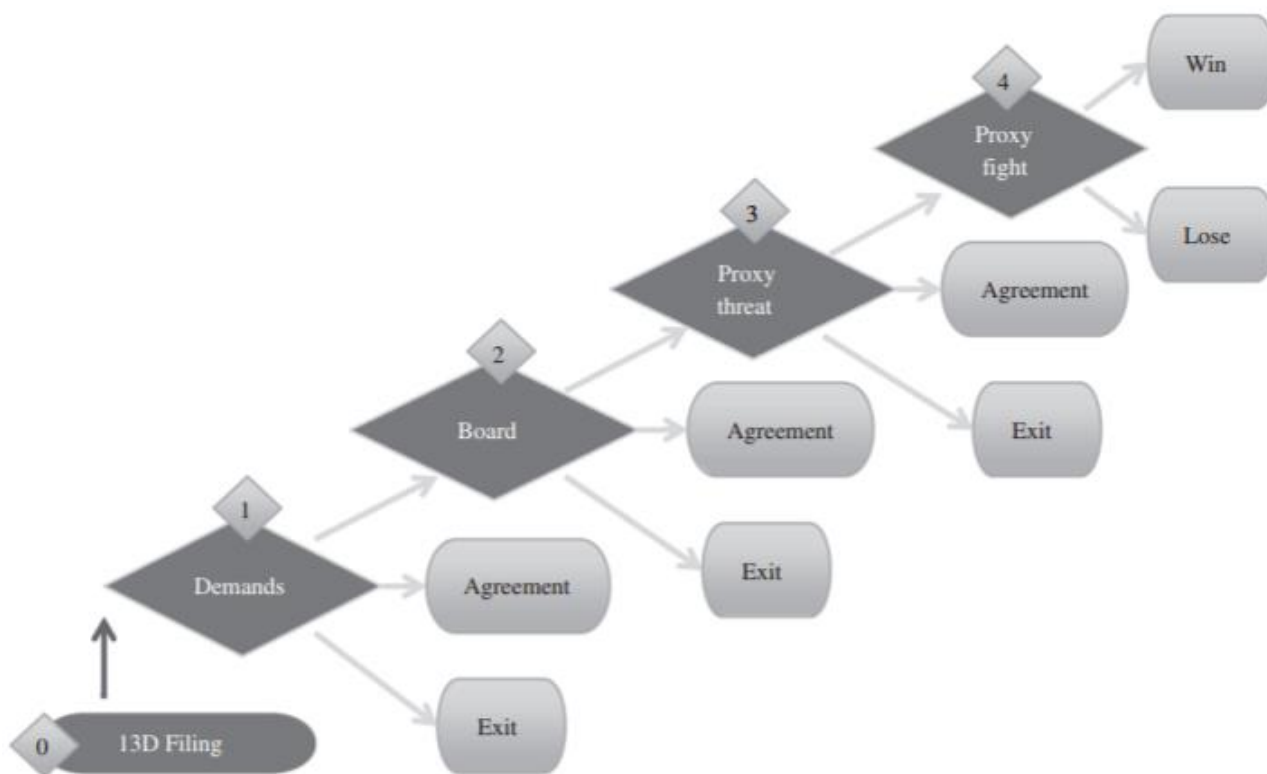 4
Win
Proxy
fight
3
Lose
Proxy
threat
Agreement
2
Board
Agreement
Exit
1
Demands
Agreement
Exit
0
13D Filing
Exit